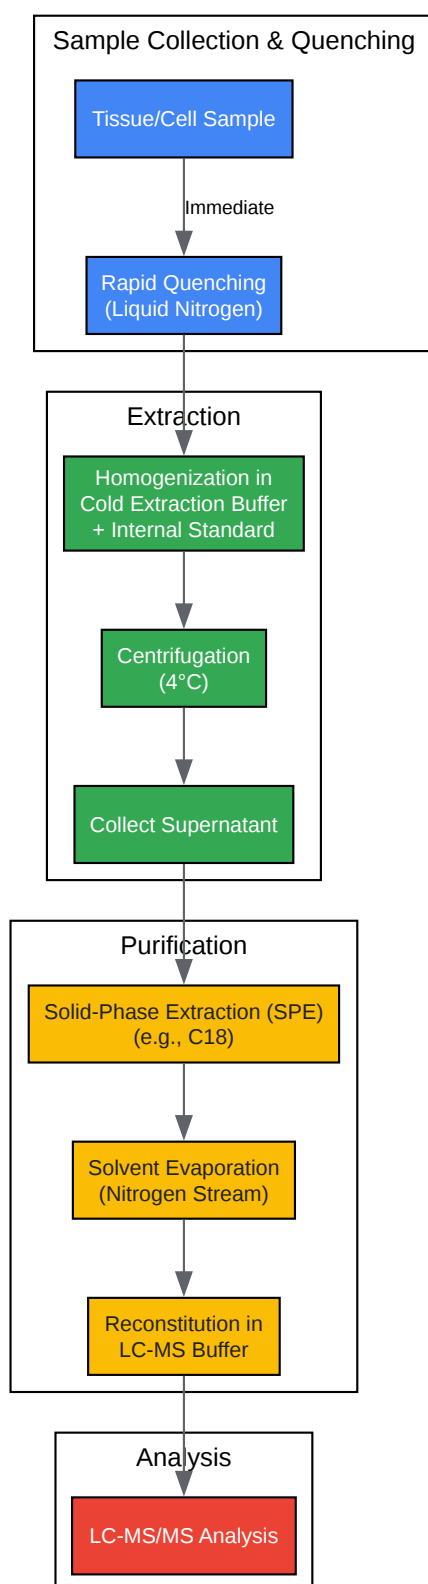 Sample Collection & Quenching
Tissue/Cell Sample
Immediate
Rapid Quenching
(Liquid Nitrogen)
Extraction
Homogenization in
Cold Extraction Buffer
+ Internal Standard
Centrifugation
(4°C)
Collect Supernatant
Purification
Solid-Phase Extraction (SPE)
(e.g., C18)
Solvent Evaporation
(Nitrogen Stream)
Reconstitution in
LC-MS Buffer
Analysis
LC-MS/MS Analysis